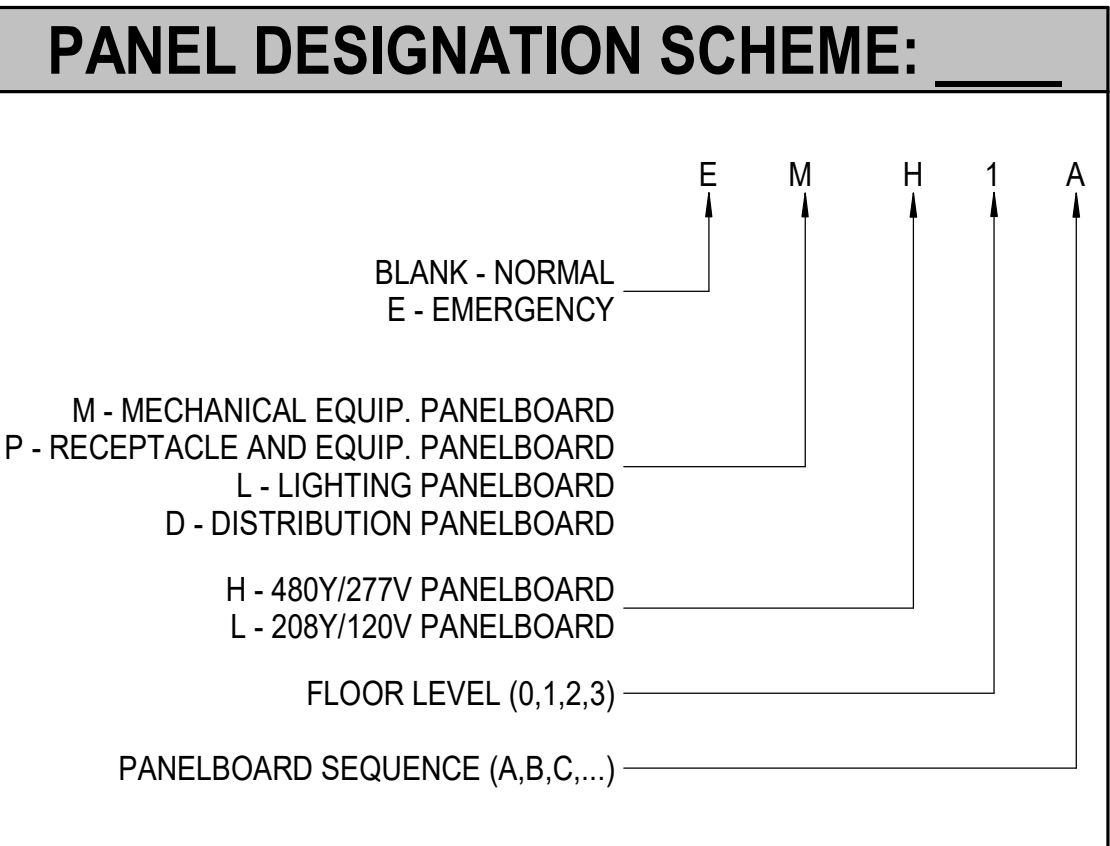 PANEL DESIGNATION SCHEME: ____
E M H 1 A
BLANK - NORMAL
E - EMERGENCY
M - MECHANICAL EQUIP. PANELBOARD
P - RECEPTACLE AND EQUIP. PANELBOARD
L - LIGHTING PANELBOARD
D - DISTRIBUTION PANELBOARD
H - 480Y/277V PANELBOARD
L - 208Y/120V PANELBOARD
FLOOR LEVEL (0,1,2,3)
PANELBOARD SEQUENCE (A,B,C,...)